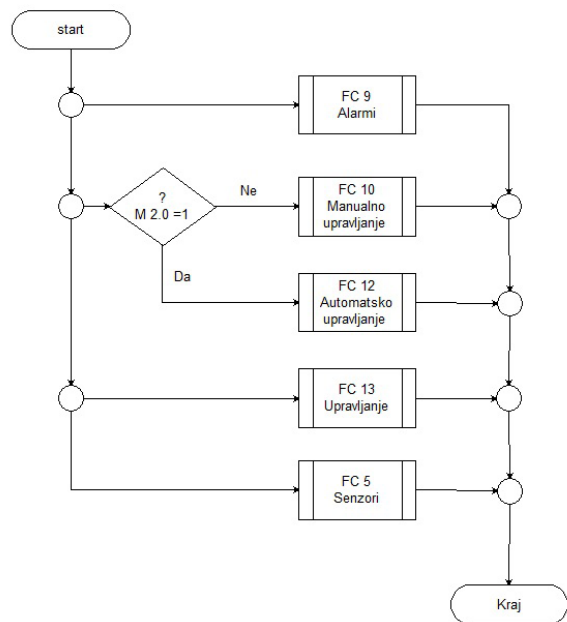 start
FC 9
Alarmi
?
M 2.0 =1
Ne
FC 10
Manualno
upravljanje
Da
FC 12
Automatsko
upravljanje
FC 13
Upravljanje
FC 5
Senzori
Kraj